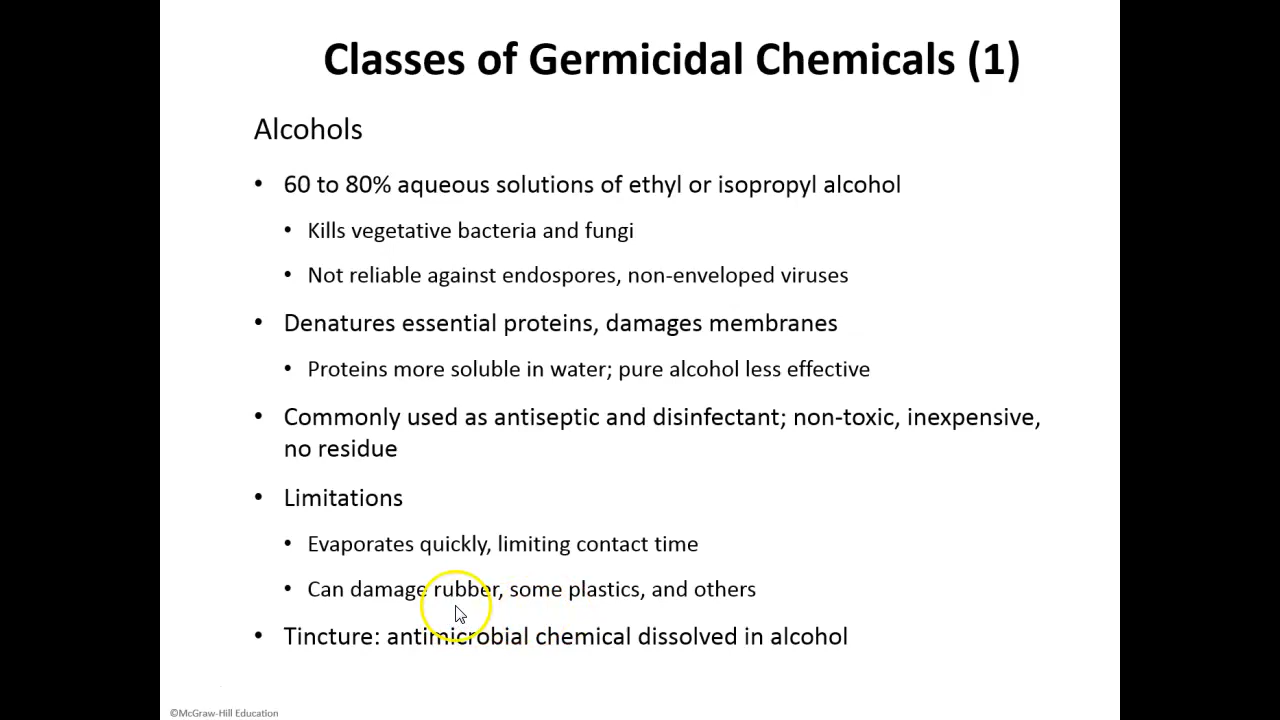 Classes of Germicidal Chemicals (1)
Alcohols
• 60 to 80% aqueous solutions of ethyl or isopropyl alcohol
• Kills vegetative bacteria and fungi
• Not reliable against endospores, non-enveloped viruses
• Denatures essential proteins, damages membranes
• Proteins more soluble in water; pure alcohol less effective
• Commonly used as antiseptic and disinfectant; non-toxic, inexpensive,
no residue
• Limitations
• Evaporates quickly, limiting contact time
• Can damage rubber, some plastics, and others
• Tincture: antimicrobial chemical dissolved in alcohol
©McGraw-Hill Education